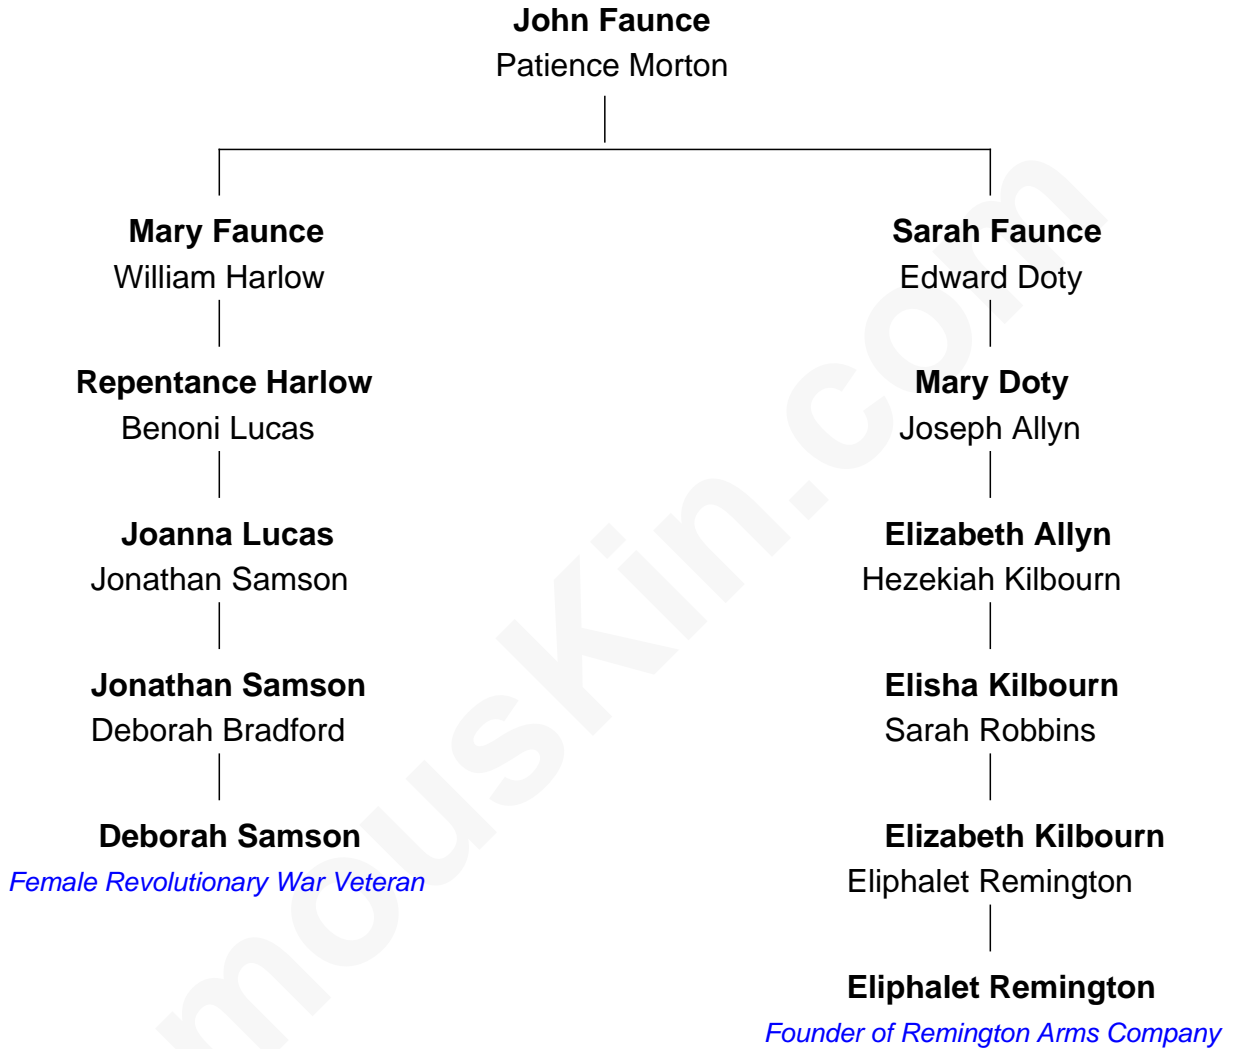 John Faunce
Patience Morton
Mary Faunce
William Harlow
Sarah Faunce
Edward Doty
Repentance Harlow
Benoni Lucas
Mary Doty
Joseph Allyn
Joanna Lucas
Jonathan Samson
Elizabeth Allyn
Hezekiah Kilbourn
Jonathan Samson
Deborah Bradford
Elisha Kilbourn
Sarah Robbins
Deborah Samson
Female Revolutionary War Veteran
Elizabeth Kilbourn
Eliphalet Remington
Eliphalet Remington
Founder of Remington Arms Company
mousKin.com